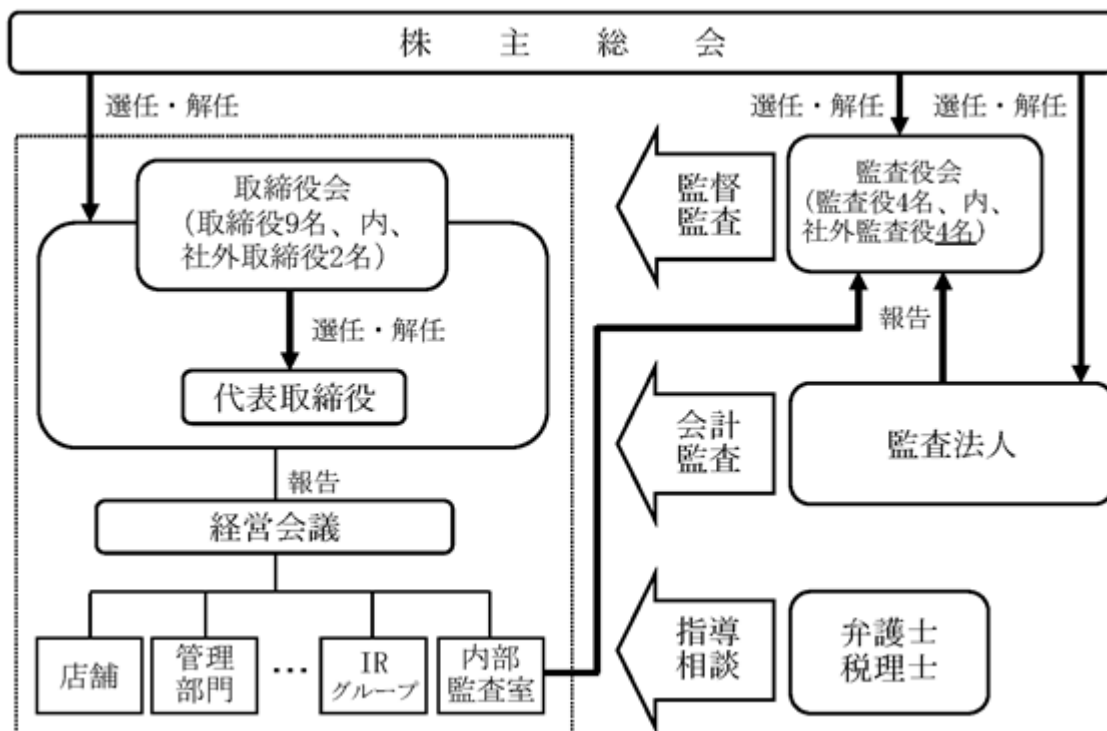 株主総会
選任・解任
選任・解任
選任・解任
取締役会
(取締役9名、内、
社外取締役2名)
監督
監査
監査役会
(監査役4名、内、
社外監査役4名)
選任・解任
報告
代表取締役
会計
監査
監査法人
報告
経営会議
店舗
管理
部門
…
IR
グループ
内部
監査室
指導
相談
弁護士
税理士